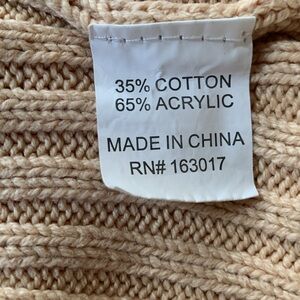 35% COTTON
65% ACRYLIC
MADE IN CHINA
RN# 163017